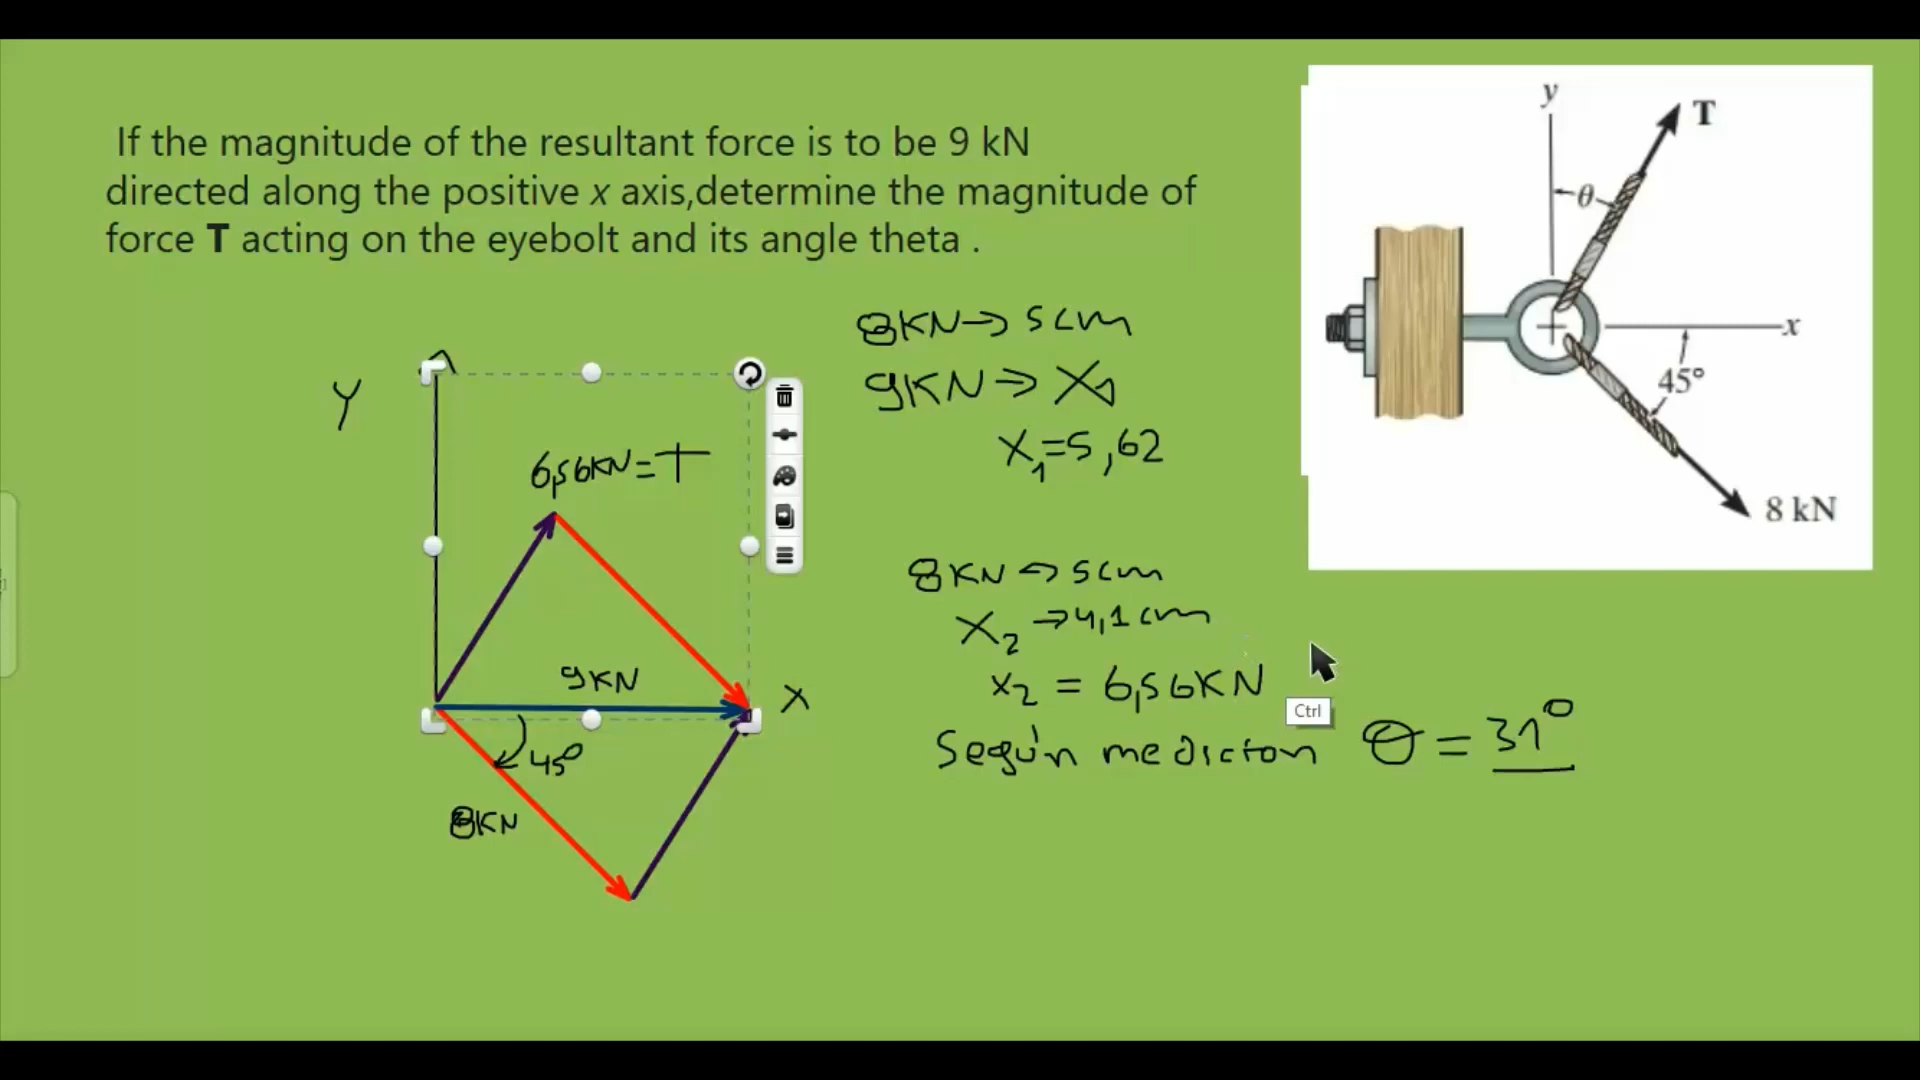 If the magnitude of the resultant force is to be 9 kN
directed along the positive x axis,determine the magnitude of
force T acting on the eyebolt and its angle theta .
y
T
θ
x
45°
8 kN
8KN→5cm
9KN→X1
X1=5,62
Y
6,56KN=T
9KN
X
45°
8KN
8KN→5cm
X2→4,1cm
x2 = 6,56KN
Ctrl
Según medicion θ = 31°